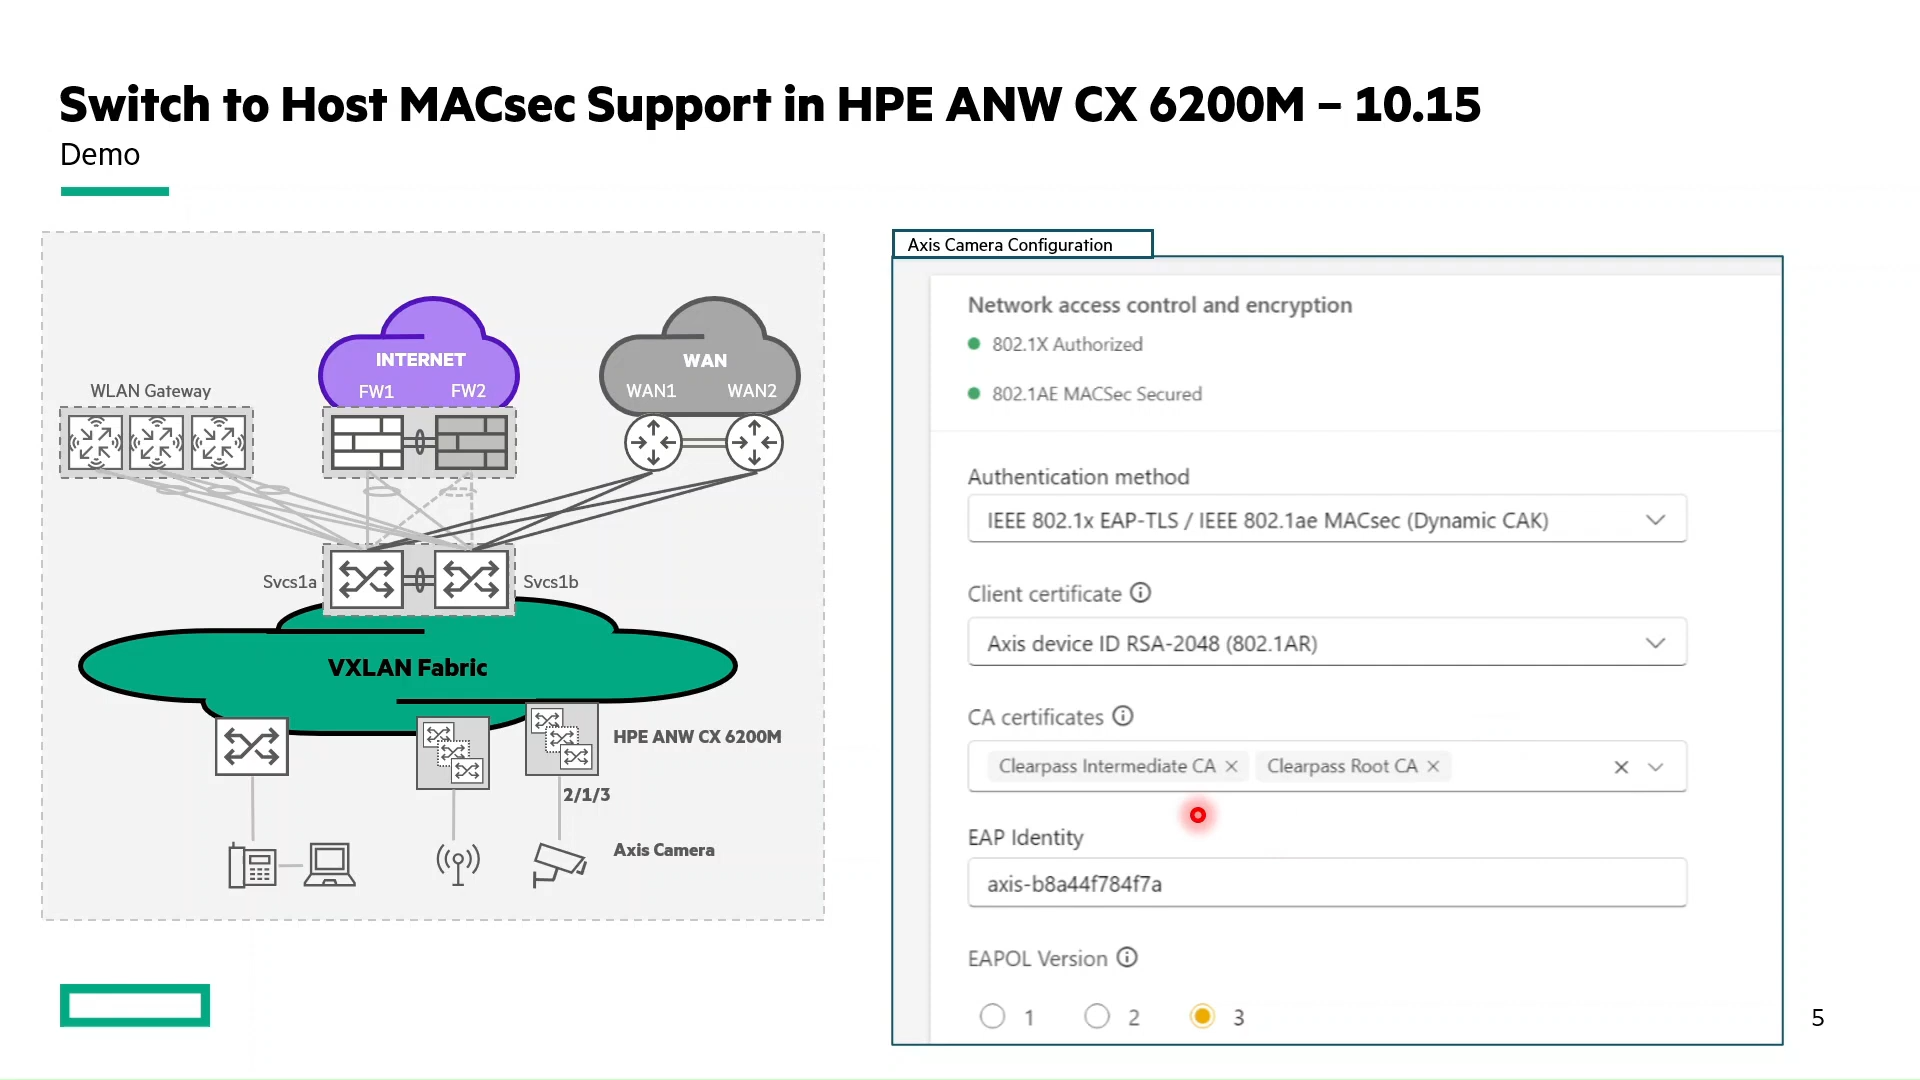 Switch to Host MACsec Support in HPE ANW CX 6200M – 10.15
Demo
INTERNET
FW1 FW2
WAN
WAN1 WAN2
WLAN Gateway
Svcs1a
Svcs1b
VXLAN Fabric
HPE ANW CX 6200M
2/1/3
Axis Camera
Axis Camera Configuration
Network access control and encryption
802.1X Authorized
802.1AE MACSec Secured
Authentication method
IEEE 802.1x EAP-TLS / IEEE 802.1ae MACsec (Dynamic CAK)
Client certificate
Axis device ID RSA-2048 (802.1AR)
CA certificates
Clearpass Intermediate CA Clearpass Root CA
EAP Identity
axis-b8a44f784f7a
EAPOL Version
1 2 3
5